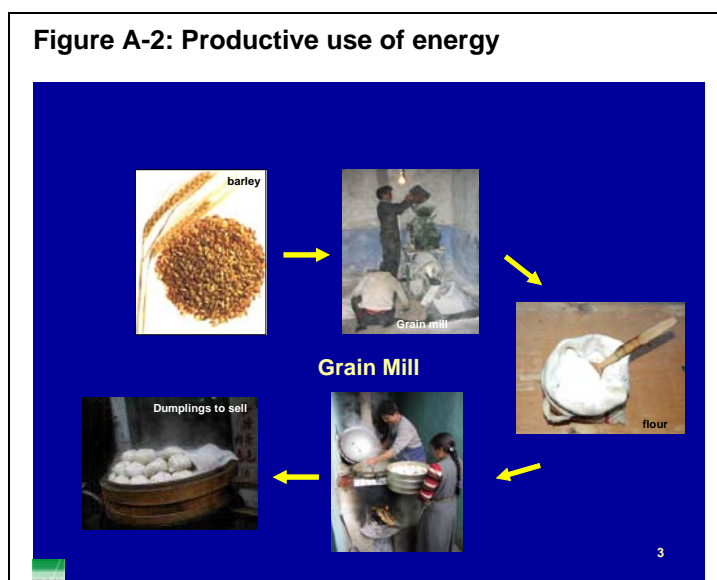 Figure A-2: Productive use of energy
barley
Grain mill
Grain Mill
flour
Dumplings to sell
3